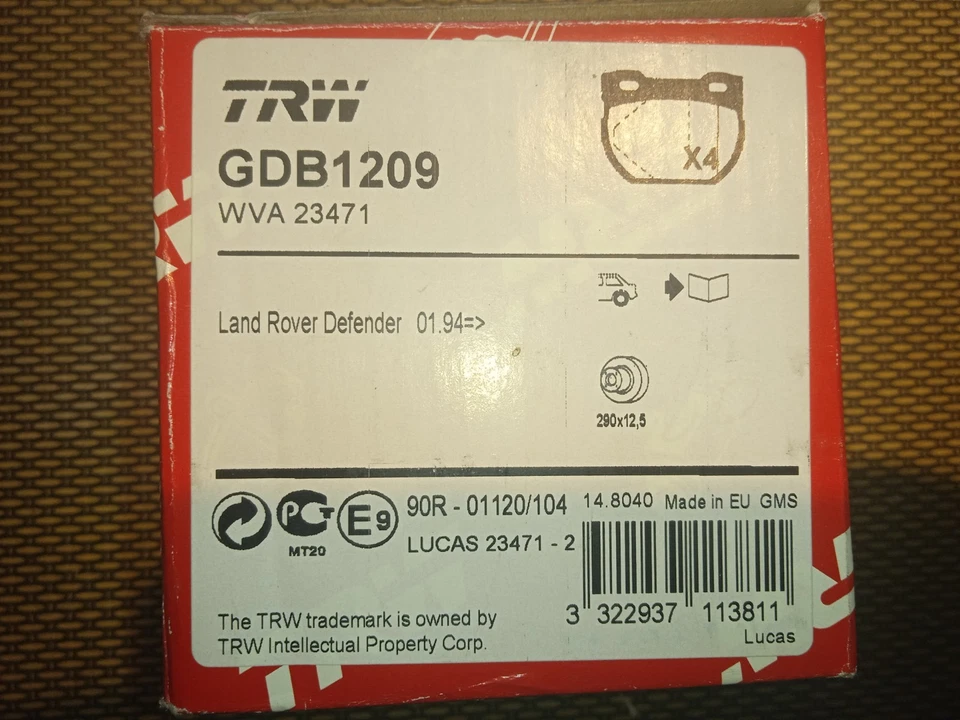 TRW
GDB1209
WVA 23471
X4
Land Rover Defender 01.94=>
290x12,5
MT20
E9
90R - 01120/104
LUCAS 23471 - 2
14.8040 Made in EU GMS
3 322937 113811
Lucas
The TRW trademark is owned by
TRW Intellectual Property Corp.